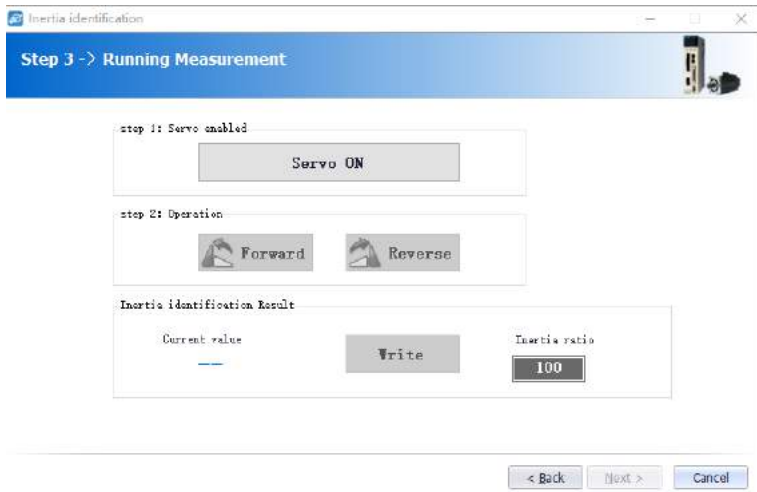 Inertia identification
Step 3 -> Running Measurement
step 1: Servo enabled
Servo ON
step 2: Operation
Forward
Reverse
Inertia identification Result
Current value
Inertia ratio
--
Write
100
< Back
Next >
Cancel